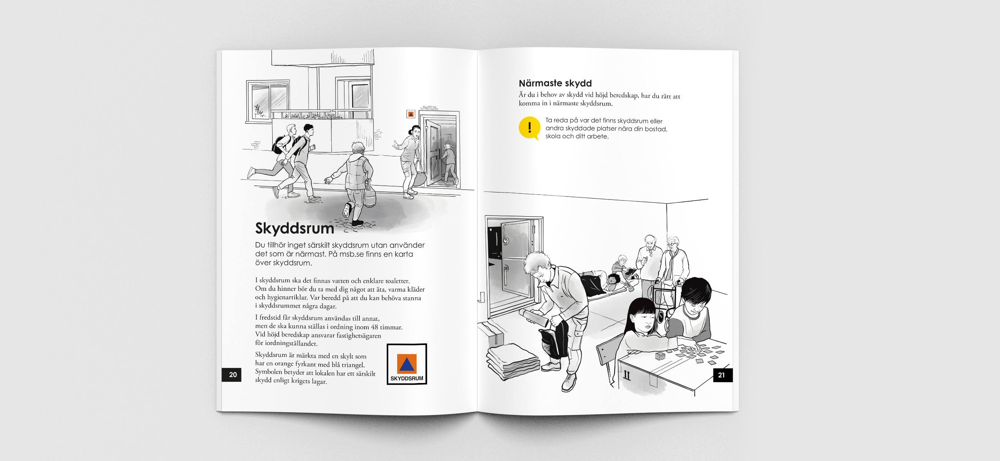 Skyddsrum
Du tillhör inget särskilt skyddsrum utan använder
det som är närmast. På msb.se finns en karta
över skyddsrum.
I skyddsrum ska det finnas vatten och enklare toaletter.
Om du hinner bör du ta med dig något att äta, varma kläder
och hygienartiklar. Var beredd på att du kan behöva stanna
i skyddsrummet några dagar.
I fredstid får skyddsrum användas till annat,
men de ska kunna ställas i ordning inom 48 timmar.
Vid höjd beredskap ansvarar fastighetsägaren
för iordningställandet.
Skyddsrum är märkta med en skylt som
har en orange fyrkant med blå triangel.
Symbolen betyder att lokalen har ett särskilt
skydd enligt krigets lagar.
SKYDDSRUM
20
Närmaste skydd
Är du i behov av skydd vid höjd beredskap, har du rätt att
komma in i närmaste skyddsrum.
!
Ta reda på var det finns skyddsrum eller
andra skyddade platser nära din bostad,
skola och ditt arbete.
21